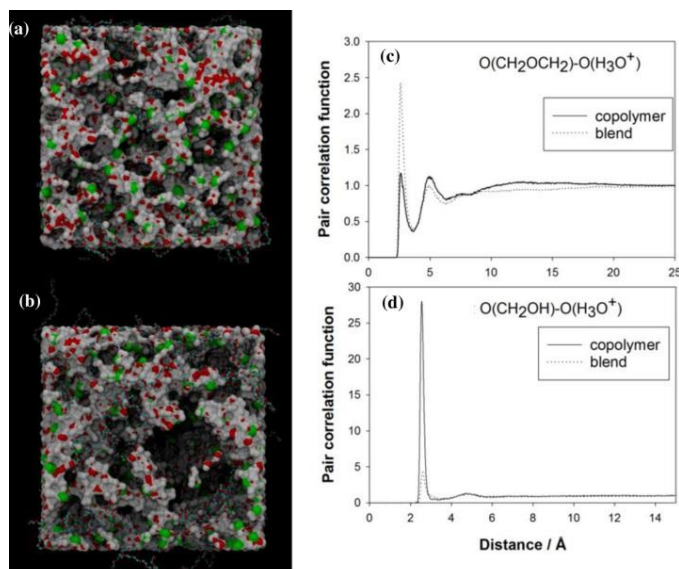 (a)
(b)
(c)
O(CH₂OCH₂)-O(H₃O⁺)
copolymer
blend
Pair correlation function
3.0
2.5
2.0
1.5
1.0
0.5
0.0
0 5 10 15 20 25
(d)
O(CH₂OH)-O(H₃O⁺)
copolymer
blend
Pair correlation function
30
25
20
15
10
5
0
0 2 4 6 8 10 12 14
Distance / Å